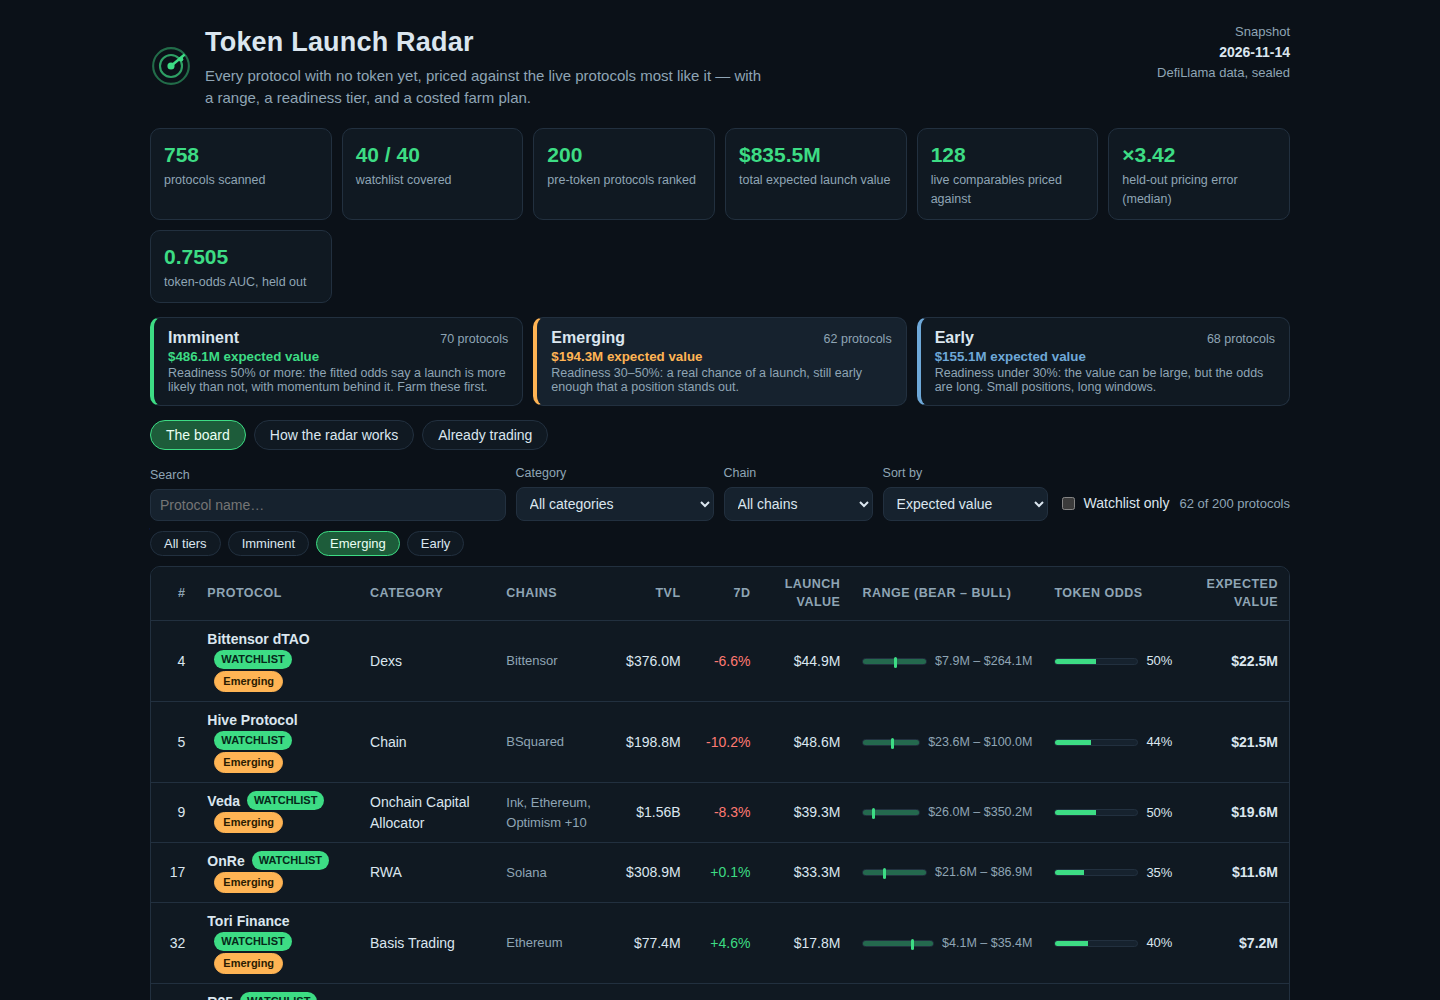 Token Launch Radar
Every protocol with no token yet, priced against the live protocols most like it — with
a range, a readiness tier, and a costed farm plan.
Snapshot
2026-11-14
DefiLlama data, sealed
758
protocols scanned
40 / 40
watchlist covered
200
pre-token protocols ranked
$835.5M
total expected launch value
128
live comparables priced
against
×3.42
held-out pricing error
(median)
0.7505
token-odds AUC, held out
Imminent
70 protocols
$486.1M expected value
Readiness 50% or more: the fitted odds say a launch is more
likely than not, with momentum behind it. Farm these first.
Emerging
62 protocols
$194.3M expected value
Readiness 30–50%: a real chance of a launch, still early
enough that a position stands out.
Early
68 protocols
$155.1M expected value
Readiness under 30%: the value can be large, but the odds
are long. Small positions, long windows.
The board
How the radar works
Already trading
Search
Category
Chain
Sort by
Protocol name…
All categories
All chains
Expected value
Watchlist only
62 of 200 protocols
All tiers
Imminent
Emerging
Early
# PROTOCOL CATEGORY CHAINS TVL 7D LAUNCH VALUE RANGE (BEAR – BULL) TOKEN ODDS EXPECTED VALUE
Bittensor dTAO
WATCHLIST
Emerging
4 Dexs Bittensor $376.0M -6.6% $44.9M $7.9M – $264.1M 50% $22.5M
Hive Protocol
WATCHLIST
Emerging
5 Chain BSquared $198.8M -10.2% $48.6M $23.6M – $100.0M 44% $21.5M
Veda WATCHLIST
Emerging
9 Onchain Capital Allocator Ink, Ethereum, Optimism +10 $1.56B -8.3% $39.3M $26.0M – $350.2M 50% $19.6M
OnRe WATCHLIST
Emerging
17 RWA Solana $308.9M +0.1% $33.3M $21.6M – $86.9M 35% $11.6M
Tori Finance
WATCHLIST
Emerging
32 Basis Trading Ethereum $77.4M +4.6% $17.8M $4.1M – $35.4M 40% $7.2M